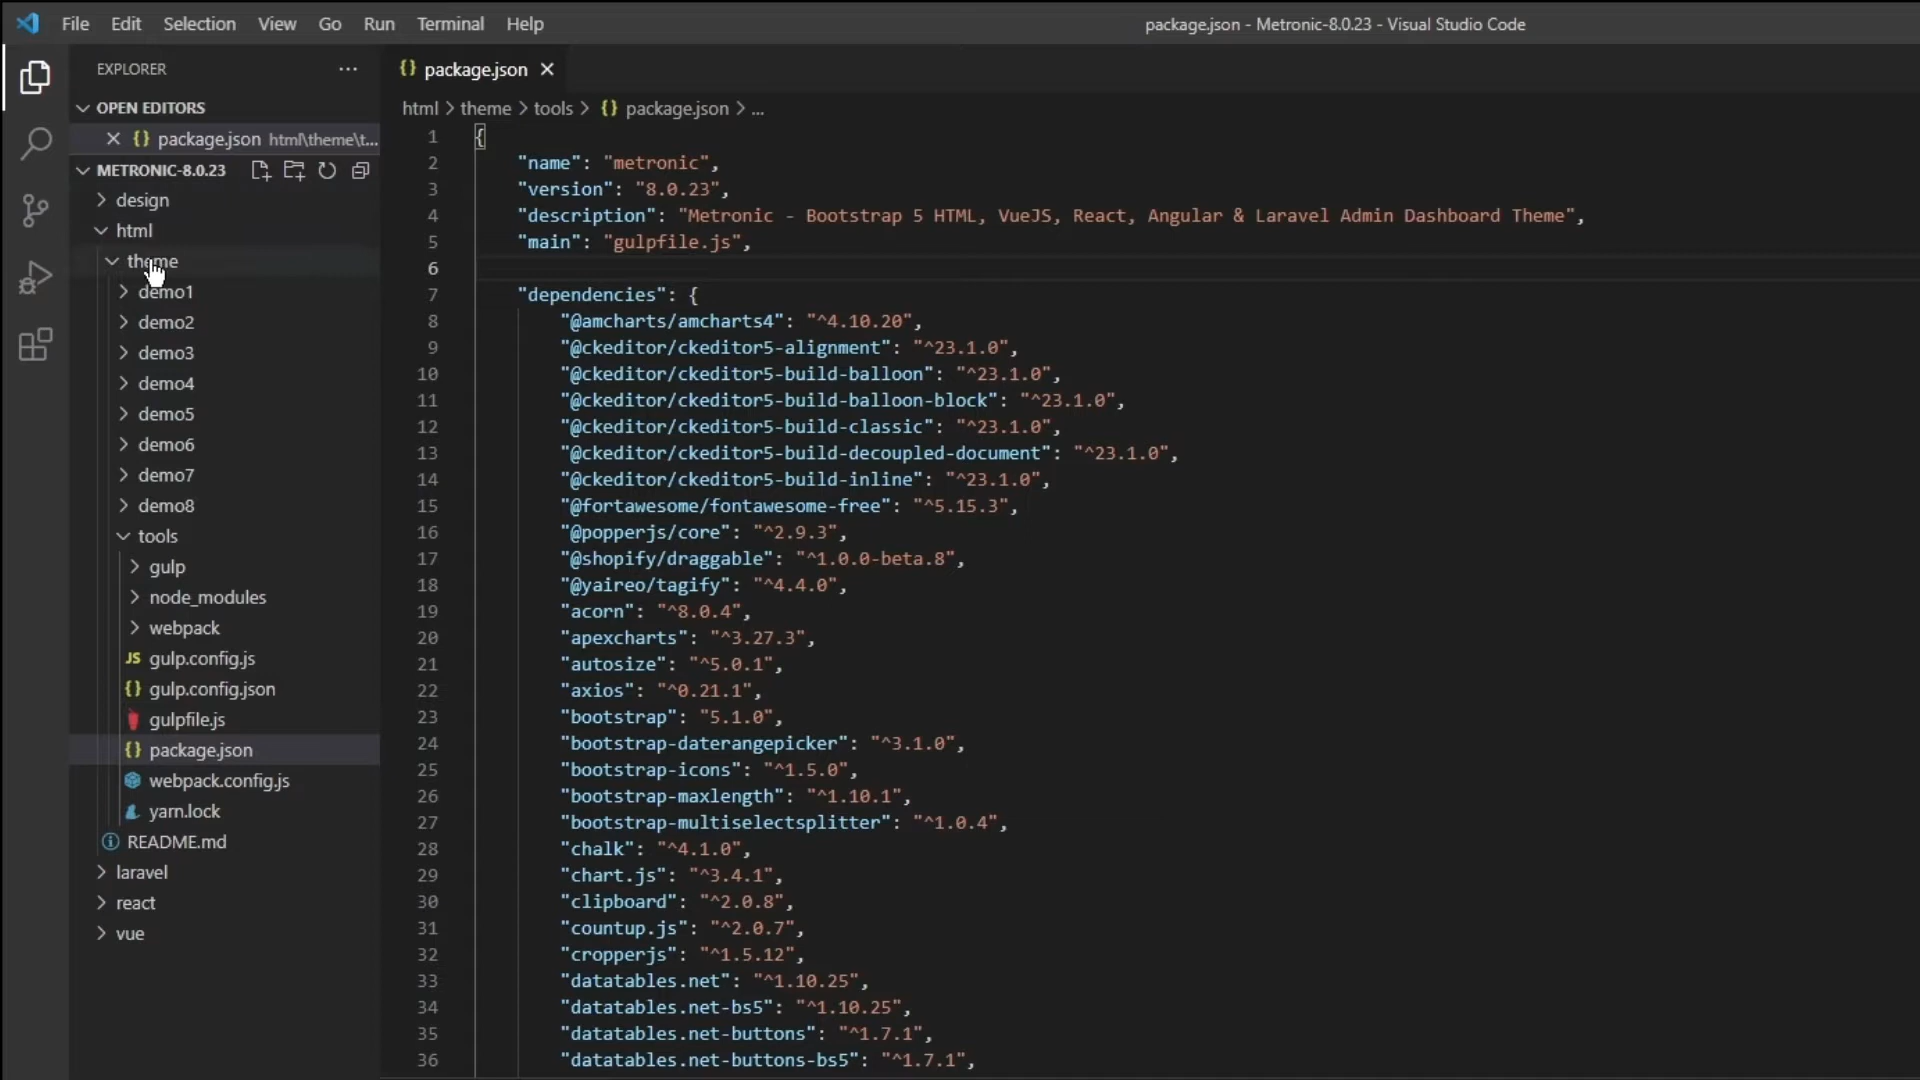 File Edit Selection View Go Run Terminal Help
package.json - Metronic-8.0.23 - Visual Studio Code
EXPLORER ...
OPEN EDITORS
{} package.json html\theme\t...
METRONIC-8.0.23
design
html
theme
demo1
demo2
demo3
demo4
demo5
demo6
demo7
demo8
tools
gulp
node_modules
webpack
JS gulp.config.js
{} gulp.config.json
gulpfile.js
{} package.json
webpack.config.js
yarn.lock
README.md
laravel
react
vue
{} package.json
html > theme > tools > {} package.json > ...
1 {
2 "name": "metronic",
3 "version": "8.0.23",
4 "description": "Metronic - Bootstrap 5 HTML, VueJS, React, Angular & Laravel Admin Dashboard Theme",
5 "main": "gulpfile.js",
6
7 "dependencies": {
8 "@amcharts/amcharts4": "^4.10.20",
9 "@ckeditor/ckeditor5-alignment": "^23.1.0",
10 "@ckeditor/ckeditor5-build-balloon": "^23.1.0",
11 "@ckeditor/ckeditor5-build-balloon-block": "^23.1.0",
12 "@ckeditor/ckeditor5-build-classic": "^23.1.0",
13 "@ckeditor/ckeditor5-build-decoupled-document": "^23.1.0",
14 "@ckeditor/ckeditor5-build-inline": "^23.1.0",
15 "@fortawesome/fontawesome-free": "^5.15.3",
16 "@popperjs/core": "^2.9.3",
17 "@shopify/draggable": "^1.0.0-beta.8",
18 "@yaireo/tagify": "^4.4.0",
19 "acorn": "^8.0.4",
20 "apexcharts": "^3.27.3",
21 "autosize": "^5.0.1",
22 "axios": "^0.21.1",
23 "bootstrap": "5.1.0",
24 "bootstrap-daterangepicker": "^3.1.0",
25 "bootstrap-icons": "^1.5.0",
26 "bootstrap-maxlength": "^1.10.1",
27 "bootstrap-multiselectsplitter": "^1.0.4",
28 "chalk": "^4.1.0",
29 "chart.js": "^3.4.1",
30 "clipboard": "^2.0.8",
31 "countup.js": "^2.0.7",
32 "cropperjs": "^1.5.12",
33 "datatables.net": "^1.10.25",
34 "datatables.net-bs5": "^1.10.25",
35 "datatables.net-buttons": "^1.7.1",
36 "datatables.net-buttons-bs5": "^1.7.1",